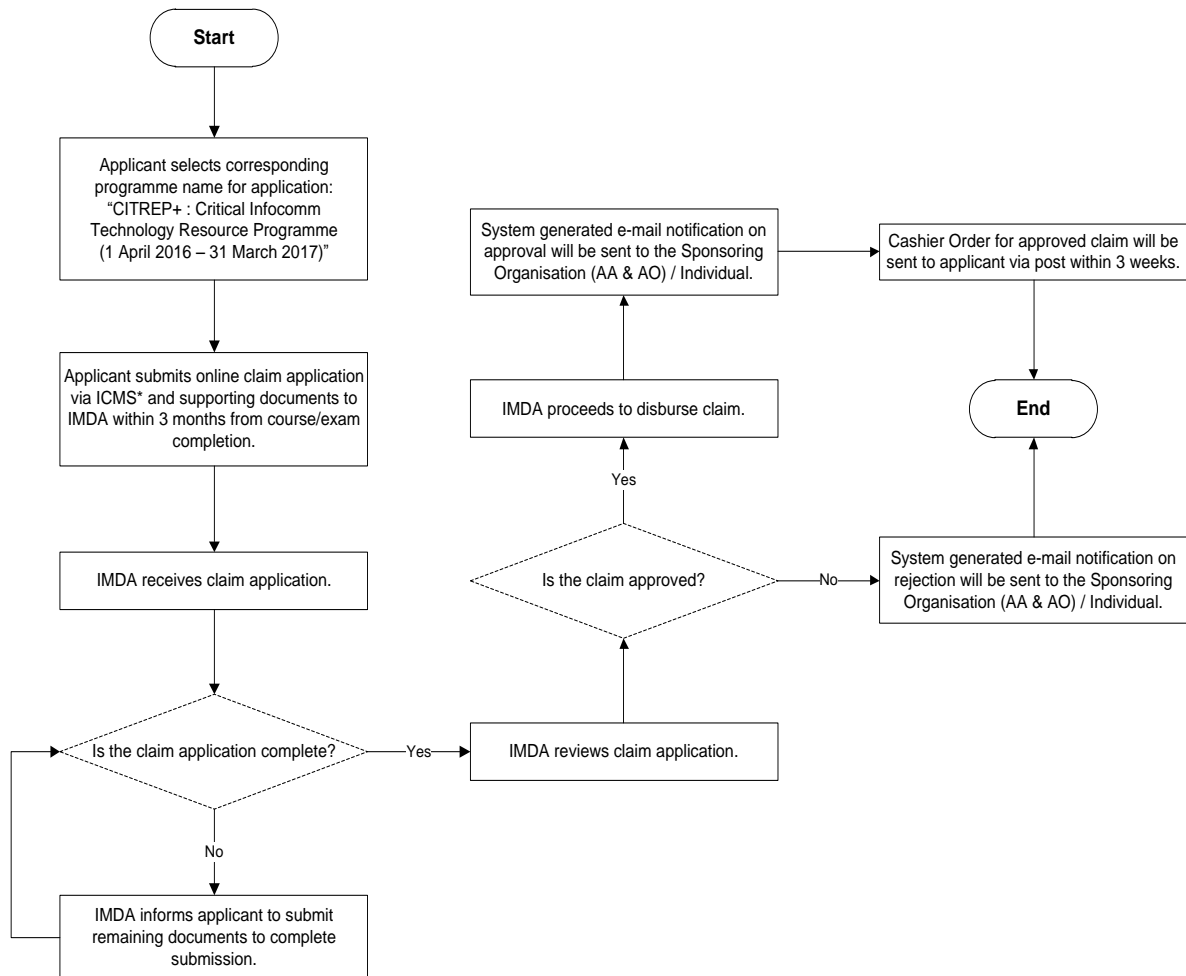 Start
Applicant selects corresponding
programme name for application:
“CITREP+ : Critical Infocomm
Technology Resource Programme
(1 April 2016 – 31 March 2017)”
Applicant submits online claim application
via ICMS* and supporting documents to
IMDA within 3 months from course/exam
completion.
IMDA receives claim application.
Is the claim application complete?
No
IMDA informs applicant to submit
remaining documents to complete
submission.
Yes
IMDA reviews claim application.
Is the claim approved?
Yes
IMDA proceeds to disburse claim.
System generated e-mail notification on
approval will be sent to the Sponsoring
Organisation (AA & AO) / Individual.
Cashier Order for approved claim will be
sent to applicant via post within 3 weeks.
No
System generated e-mail notification on
rejection will be sent to the Sponsoring
Organisation (AA & AO) / Individual.
End